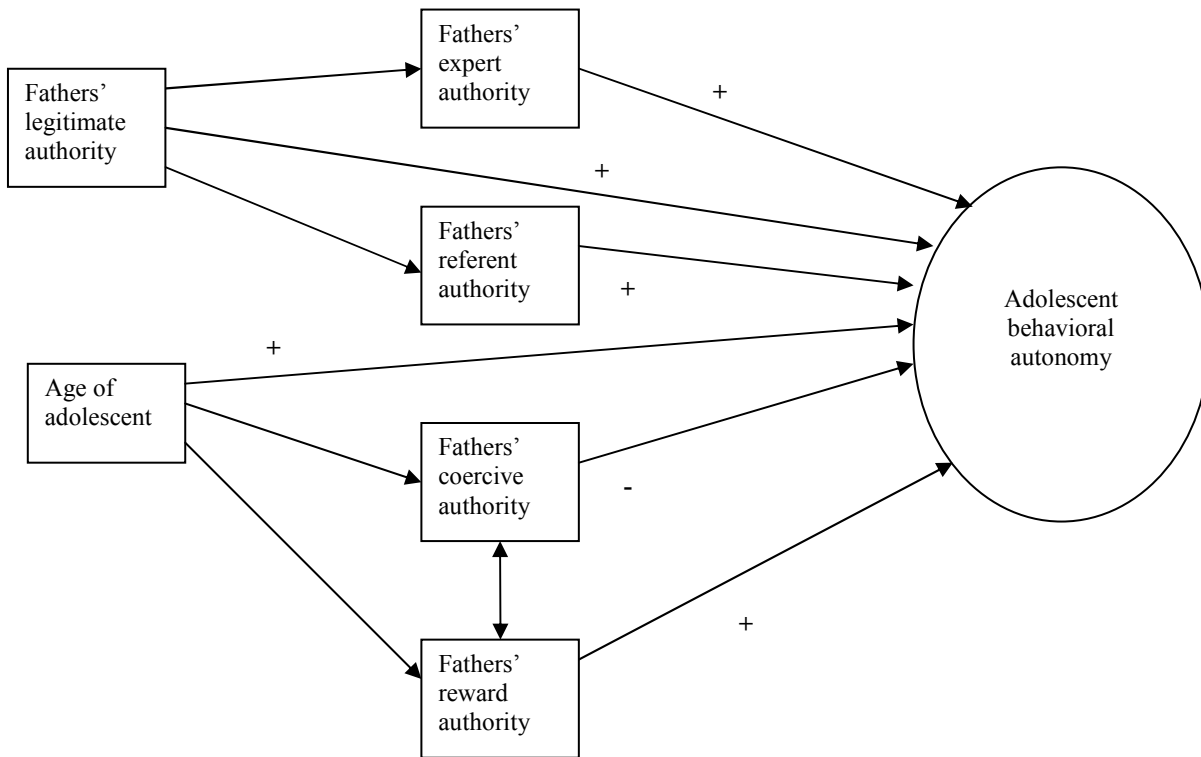 Fathers’
expert
authority
+
Fathers’
legitimate
authority
+
Fathers’
referent
authority
+
Adolescent
behavioral
autonomy
+
Age of
adolescent
Fathers’
coercive
authority
-
+
Fathers’
reward
authority